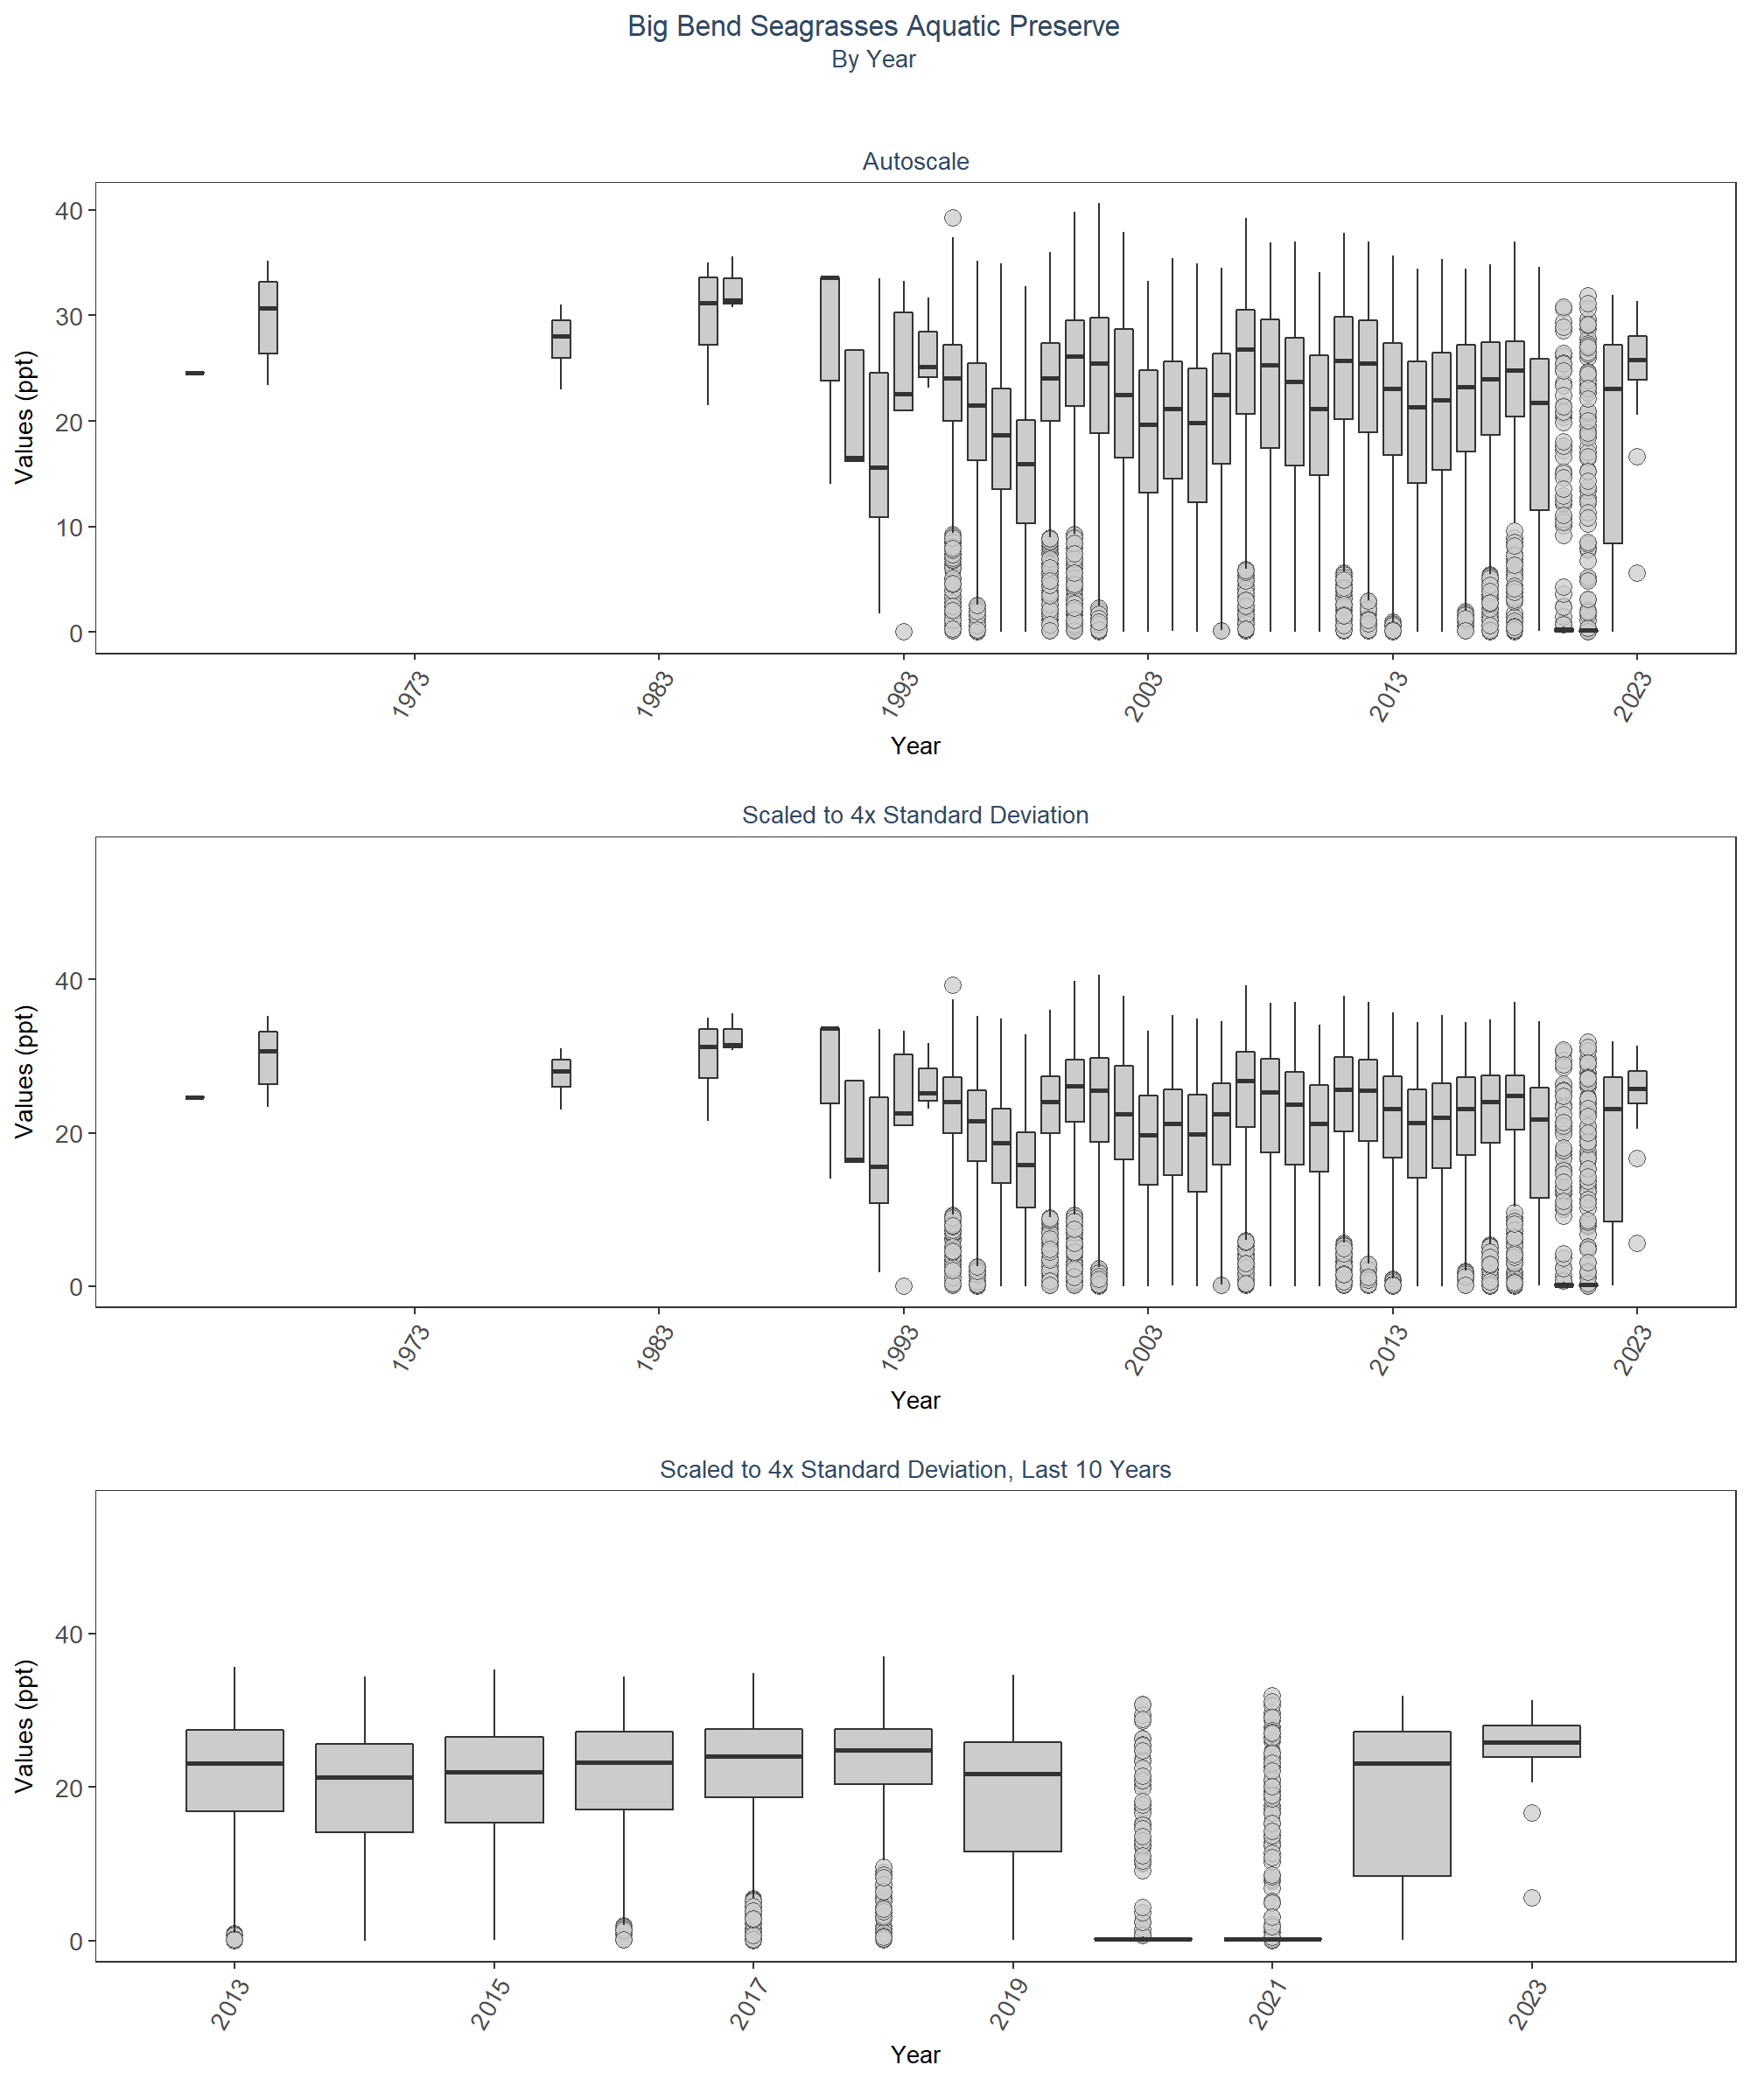 Big Bend Seagrasses Aquatic Preserve
By Year
Autoscale
Values (ppt)
40
30
20
10
0
1973
1983
1993
2003
2013
2023
Year
Scaled to 4x Standard Deviation
Values (ppt)
40
20
0
1973
1983
1993
2003
2013
2023
Year
Scaled to 4x Standard Deviation, Last 10 Years
Values (ppt)
40
20
0
2013
2015
2017
2019
2021
2023
Year